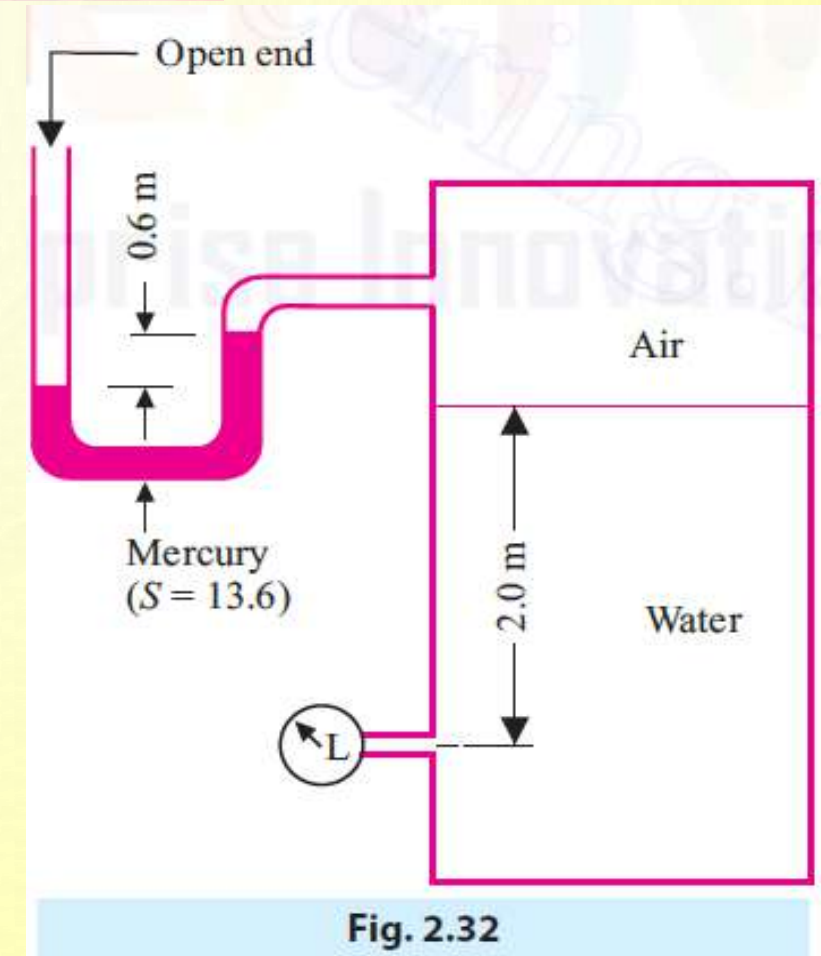 Open end
0.6 m
Air
Mercury
(S = 13.6)
2.0 m
Water
L
Fig. 2.32